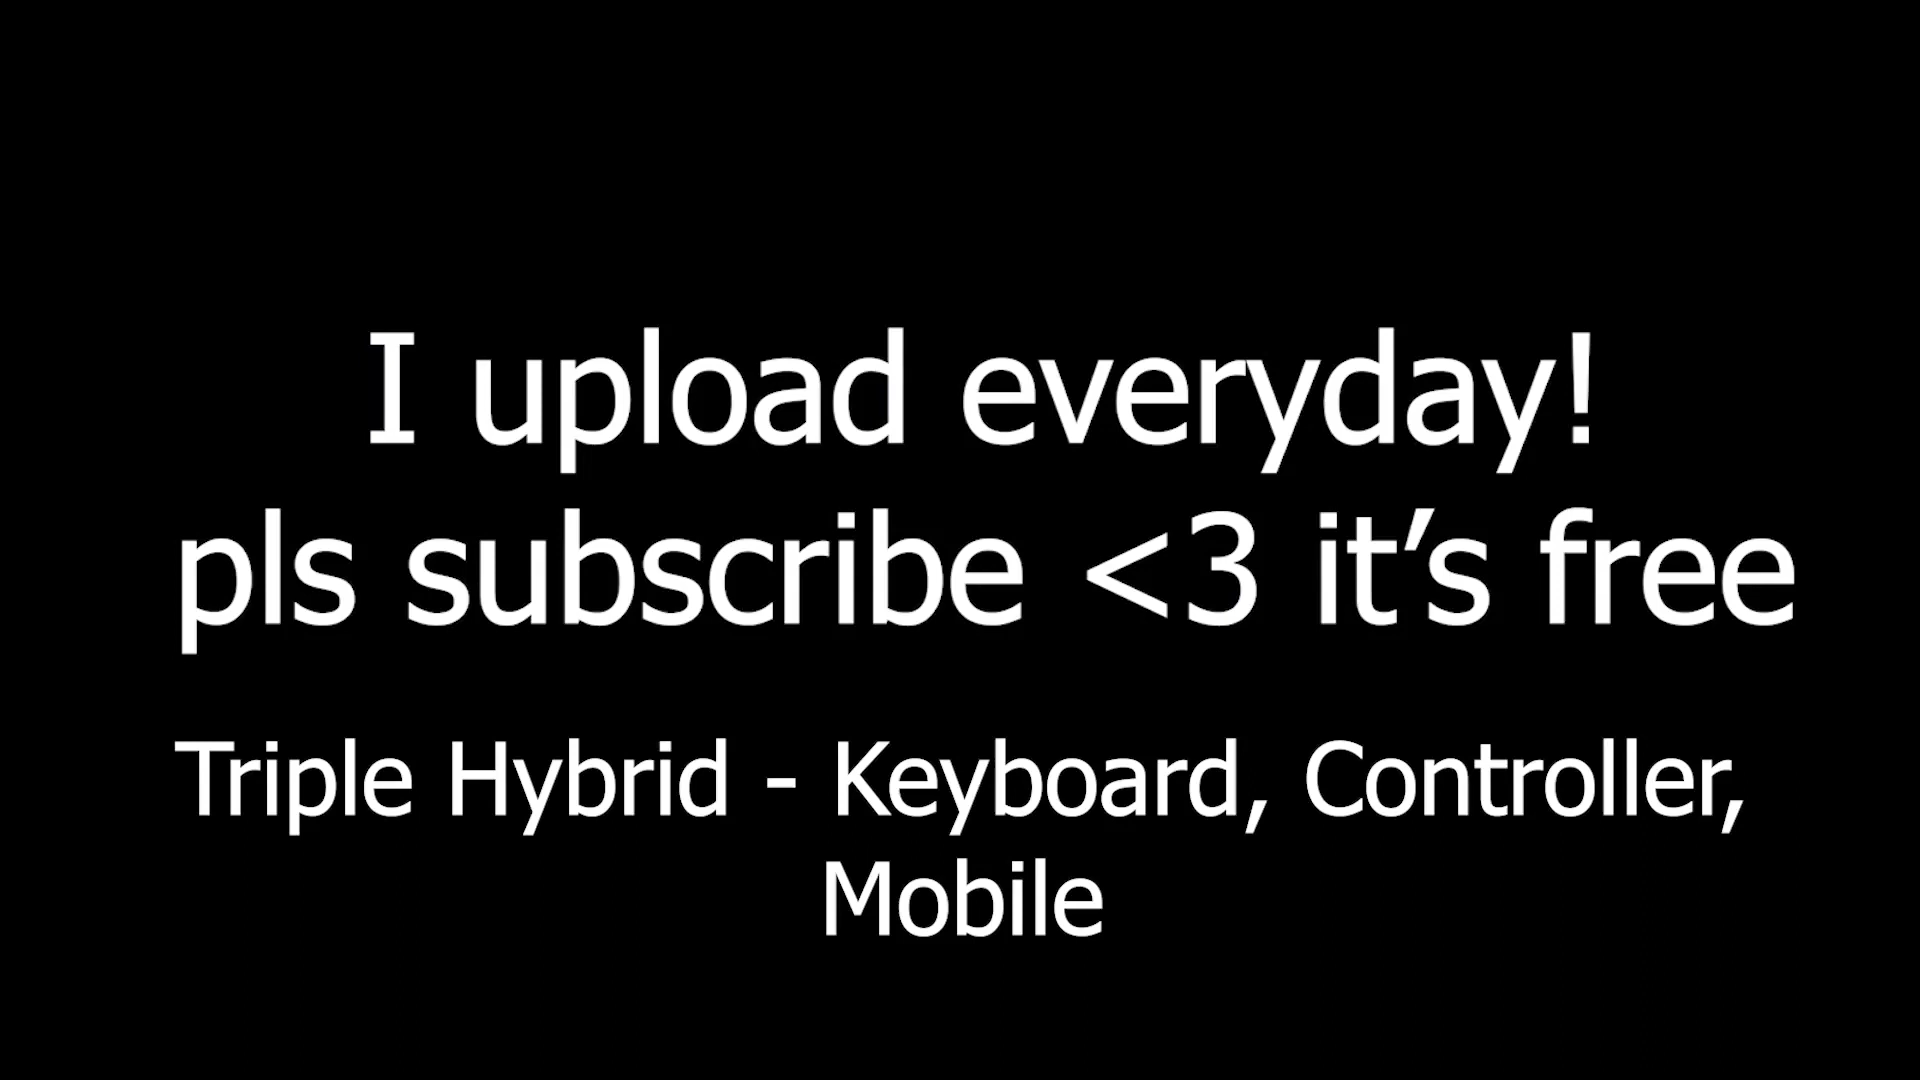 I upload everyday!
pls subscribe <3 it’s free
Triple Hybrid - Keyboard, Controller,
Mobile